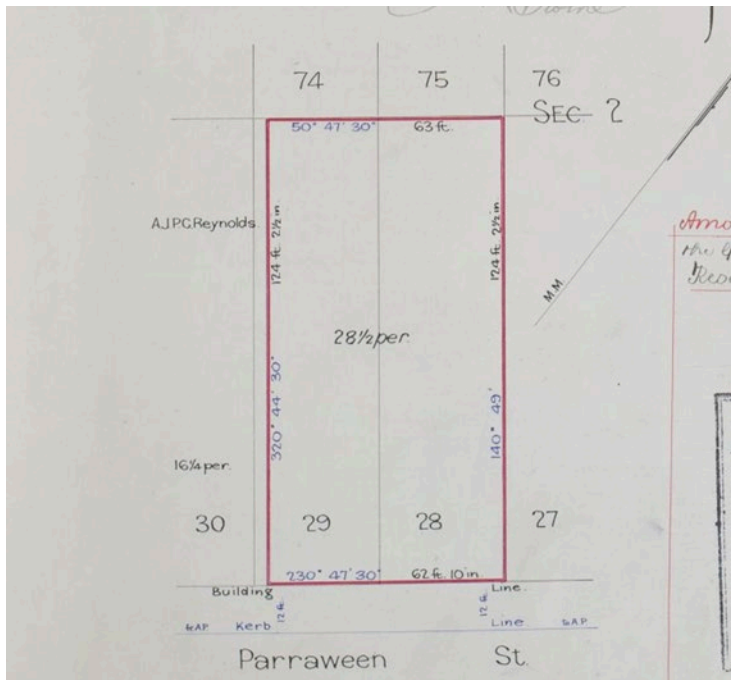 74 75 76
SEC. 2
50° 47' 30" 63 ft.
A.J.P.G.Reynolds.
124 ft. 2½ in
124 ft. 2½ in
M.M.
28½ per.
320° 44' 30"
140° 49'
16¼ per.
30 29 28 27
230° 47' 30" 62 ft. 10 in.
Building Line.
12 ft. 12 ft.
Kerb Line
Parraween St.